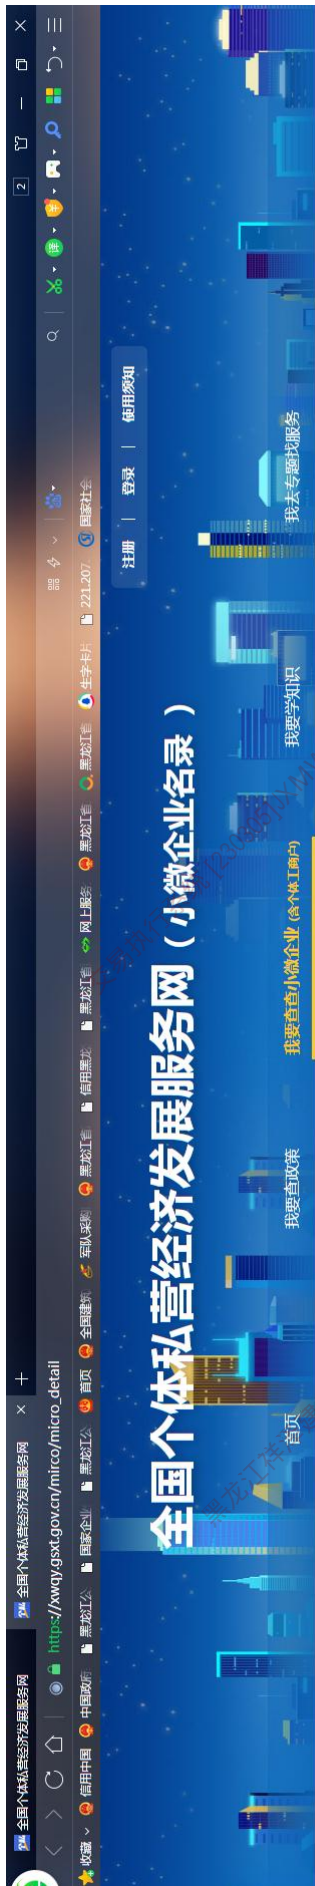 全国个体私营经济发展服务网
全国个体私营经济发展服务网
2
https://xwqy.gsxt.gov.cn/mirco/micro_detail
收藏 信用中国 中国政府 黑龙江公 国家企业 黑龙江公 首页 全国建筑 军队采购 黑龙江省 信用黑龙 黑龙江省 网上服务 黑龙江省 黑龙江省 生字卡片 221.207. 国家社会
注册 | 登录 | 使用须知
全国个体私营经济发展服务网（小微企业名录）
首页 我要查政策 我要查查小微企业 (含个体工商户) 我要学知识 我去专题找服务